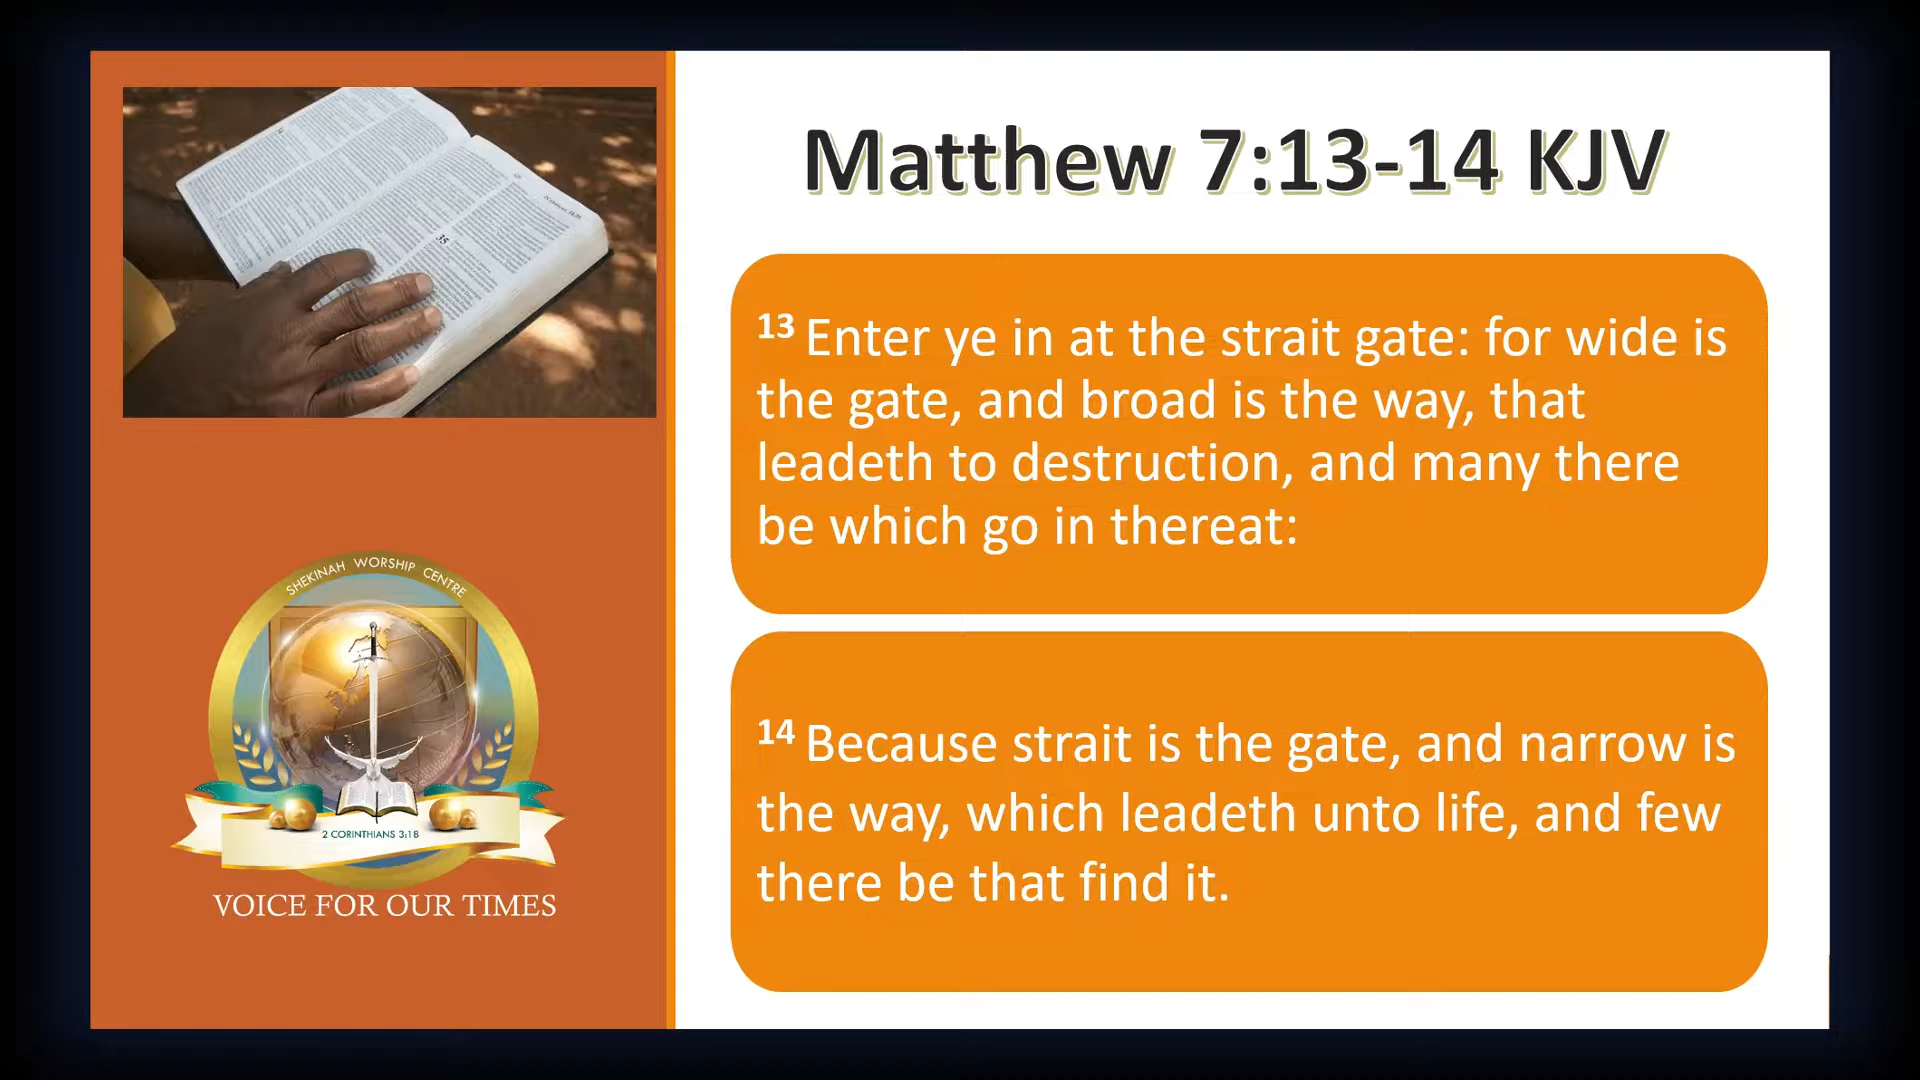 Matthew 7:13-14 KJV
13 Enter ye in at the strait gate: for wide is
the gate, and broad is the way, that
leadeth to destruction, and many there
be which go in thereat:
14 Because strait is the gate, and narrow is
the way, which leadeth unto life, and few
there be that find it.
35
SHEKINAH WORSHIP CENTRE
2 CORINTHIANS 3:18
VOICE FOR OUR TIMES